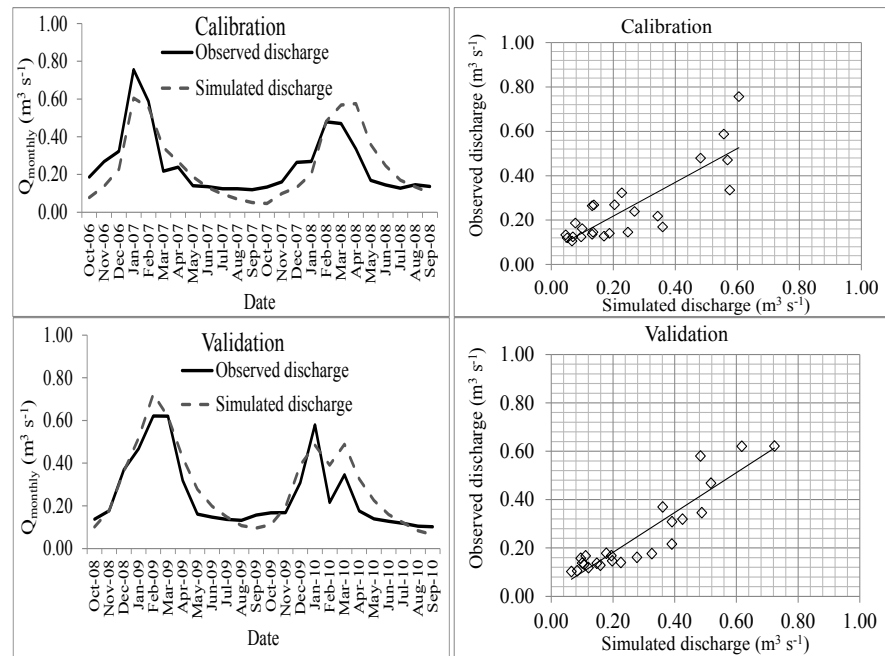 Calibration
Observed discharge
Simulated discharge
Q monthly (m³ s⁻¹)
1.00
0.80
0.60
0.40
0.20
0.00
Oct-06
Nov-06
Dec-06
Jan-07
Feb-07
Mar-07
Apr-07
May-07
Jun-07
Jul-07
Aug-07
Sep-07
Oct-07
Nov-07
Dec-07
Jan-08
Feb-08
Mar-08
Apr-08
May-08
Jun-08
Jul-08
Aug-08
Sep-08
Date
Calibration
Observed discharge (m³ s⁻¹)
1.00
0.80
0.60
0.40
0.20
0.00
0.00 0.20 0.40 0.60 0.80 1.00
Simulated discharge (m³ s⁻¹)
Validation
Observed discharge
Simulated discharge
Q monthly (m³ s⁻¹)
1.00
0.80
0.60
0.40
0.20
0.00
Oct-08
Nov-08
Dec-08
Jan-09
Feb-09
Mar-09
Apr-09
May-09
Jun-09
Jul-09
Aug-09
Sep-09
Oct-09
Nov-09
Dec-09
Jan-10
Feb-10
Mar-10
Apr-10
May-10
Jun-10
Jul-10
Aug-10
Sep-10
Date
Validation
Observed discharge (m³ s⁻¹)
1.00
0.80
0.60
0.40
0.20
0.00
0.00 0.20 0.40 0.60 0.80 1.00
Simulated discharge (m³ s⁻¹)